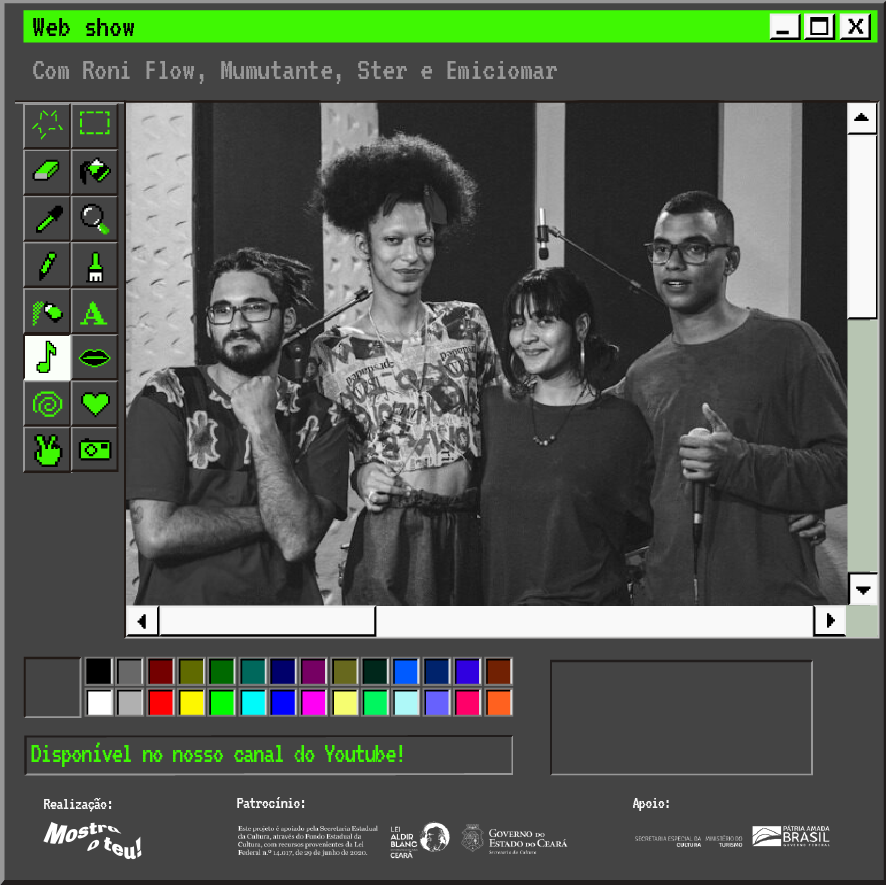 Web show
Com Roni Flow, Mumutante, Ster e Emiciomar
A
Disponível no nosso canal do Youtube!
Realização:
Mostra
o teu!
Patrocínio:
Este projeto é apoiado pela Secretaria Estadual
da Cultura, através do Fundo Estadual da
Cultura, com recursos provenientes da Lei
Federal n.º 14.017, de 29 de junho de 2020.
LEI
ALDIR
BLANC
CEARÁ
GOVERNO DO
ESTADO DO CEARÁ
Secretaria da Cultura
Apoio:
SECRETARIA ESPECIAL DA
CULTURA
MINISTÉRIO DO
TURISMO
PÁTRIA AMADA
BRASIL
GOVERNO FEDERAL